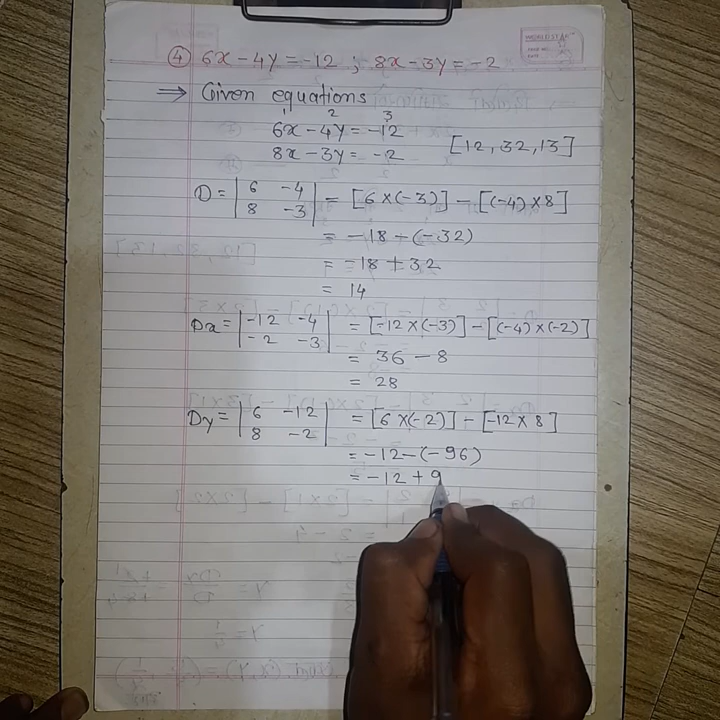 ④ 6x - 4y = -12 ; 8x - 3y = -2
⇒ Given equations
1 2 3
6x - 4y = -12
8x - 3y = -2 [12, 32, 13]
D = | 6 -4 | = [6 × (-3)] - [(-4) × 8]
| 8 -3 |
= -18 - (-32)
= -18 + 32
= 14
Dx = | -12 -4 | = [-12 × (-3)] - [(-4) × (-2)]
| -2 -3 |
= 36 - 8
= 28
Dy = | 6 -12 | = [6 × (-2)] - [-12 × 8]
| 8 -2 |
= -12 - (-96)
= -12 + 9